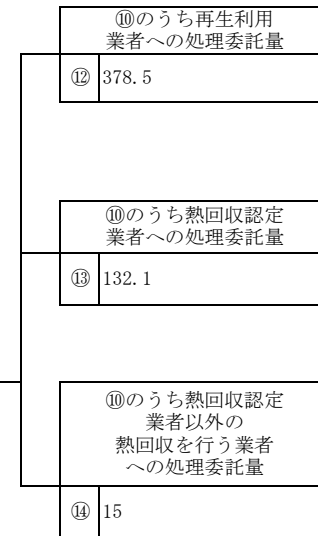 ⑩のうち再生利用
業者への処理委託量
⑫ 378.5
⑩のうち熱回収認定
業者への処理委託量
⑬ 132.1
⑩のうち熱回収認定
業者以外の
熱回収を行う業者
への処理委託量
⑭ 15